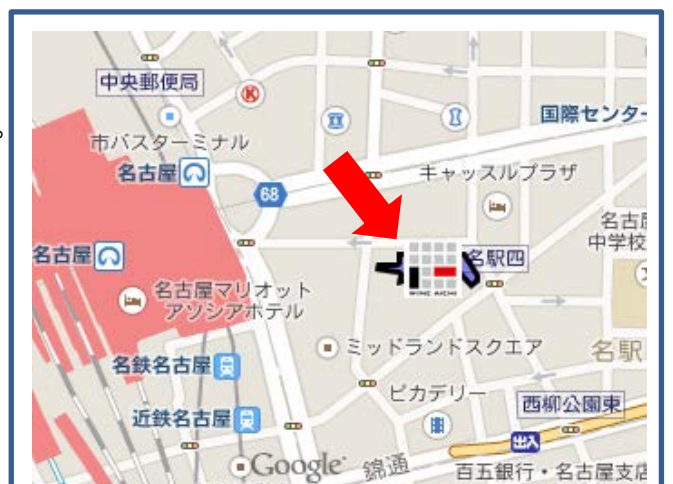 中央郵便局
K
国際センター
市バスターミナル
名古屋
キャッスルプラザ
68
名古屋
中学校
名古屋
名駅四
WINC AICHI
名古屋マリオット
アソシアホテル
ミッドランドスクエア
名駅
名鉄名古屋
ピカデリー
西柳公園東
近鉄名古屋
出入
Google
錦通
百五銀行・名古屋支店